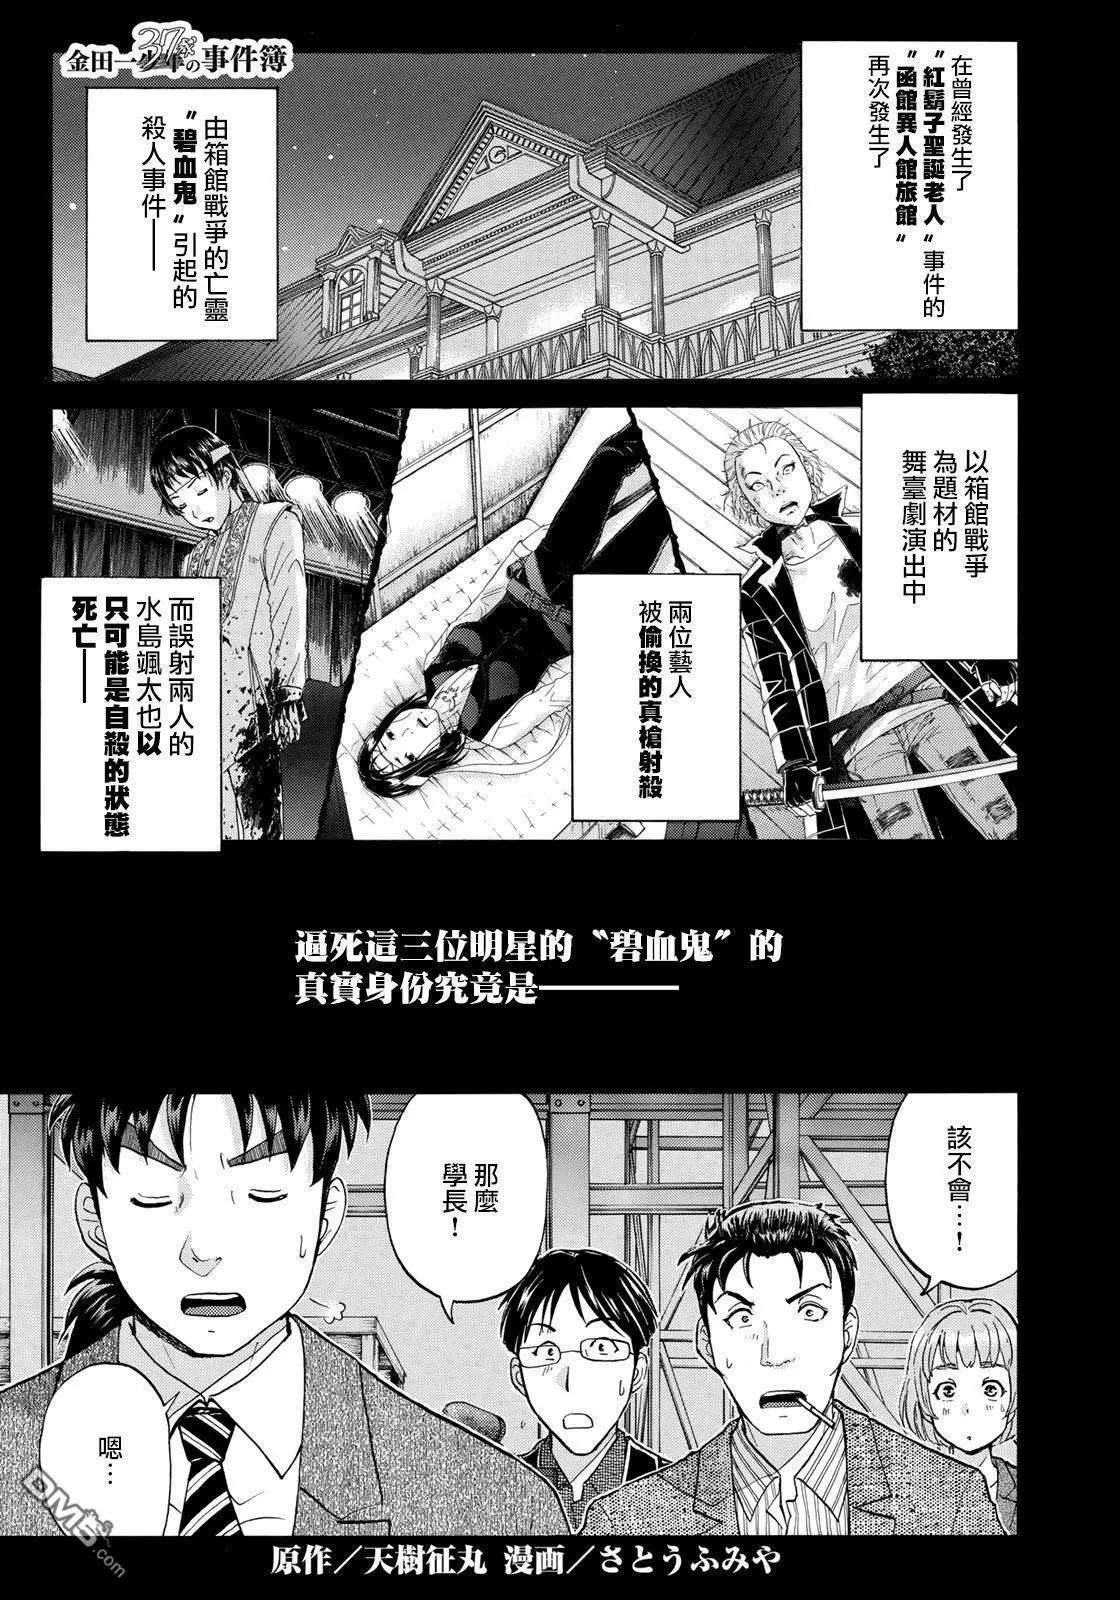 金田一37歳の事件簿
在曾經發生了
〝紅鬍子聖誕老人〞事件的
〝函館異人館旅館〞
再次發生了
由箱館戰爭的亡靈
〝碧血鬼〞引起的
殺人事件——
以箱館戰爭
為題材的
舞臺劇演出中
兩位藝人
被偷換的真槍射殺
而誤射兩人的
水島颯太也以
只可能是自殺的狀態
死亡——
逼死這三位明星的〝碧血鬼〞的
真實身份究竟是————
該不會…！
那麼
學長！
嗯…
原作／天樹征丸 漫画／さとうふみや